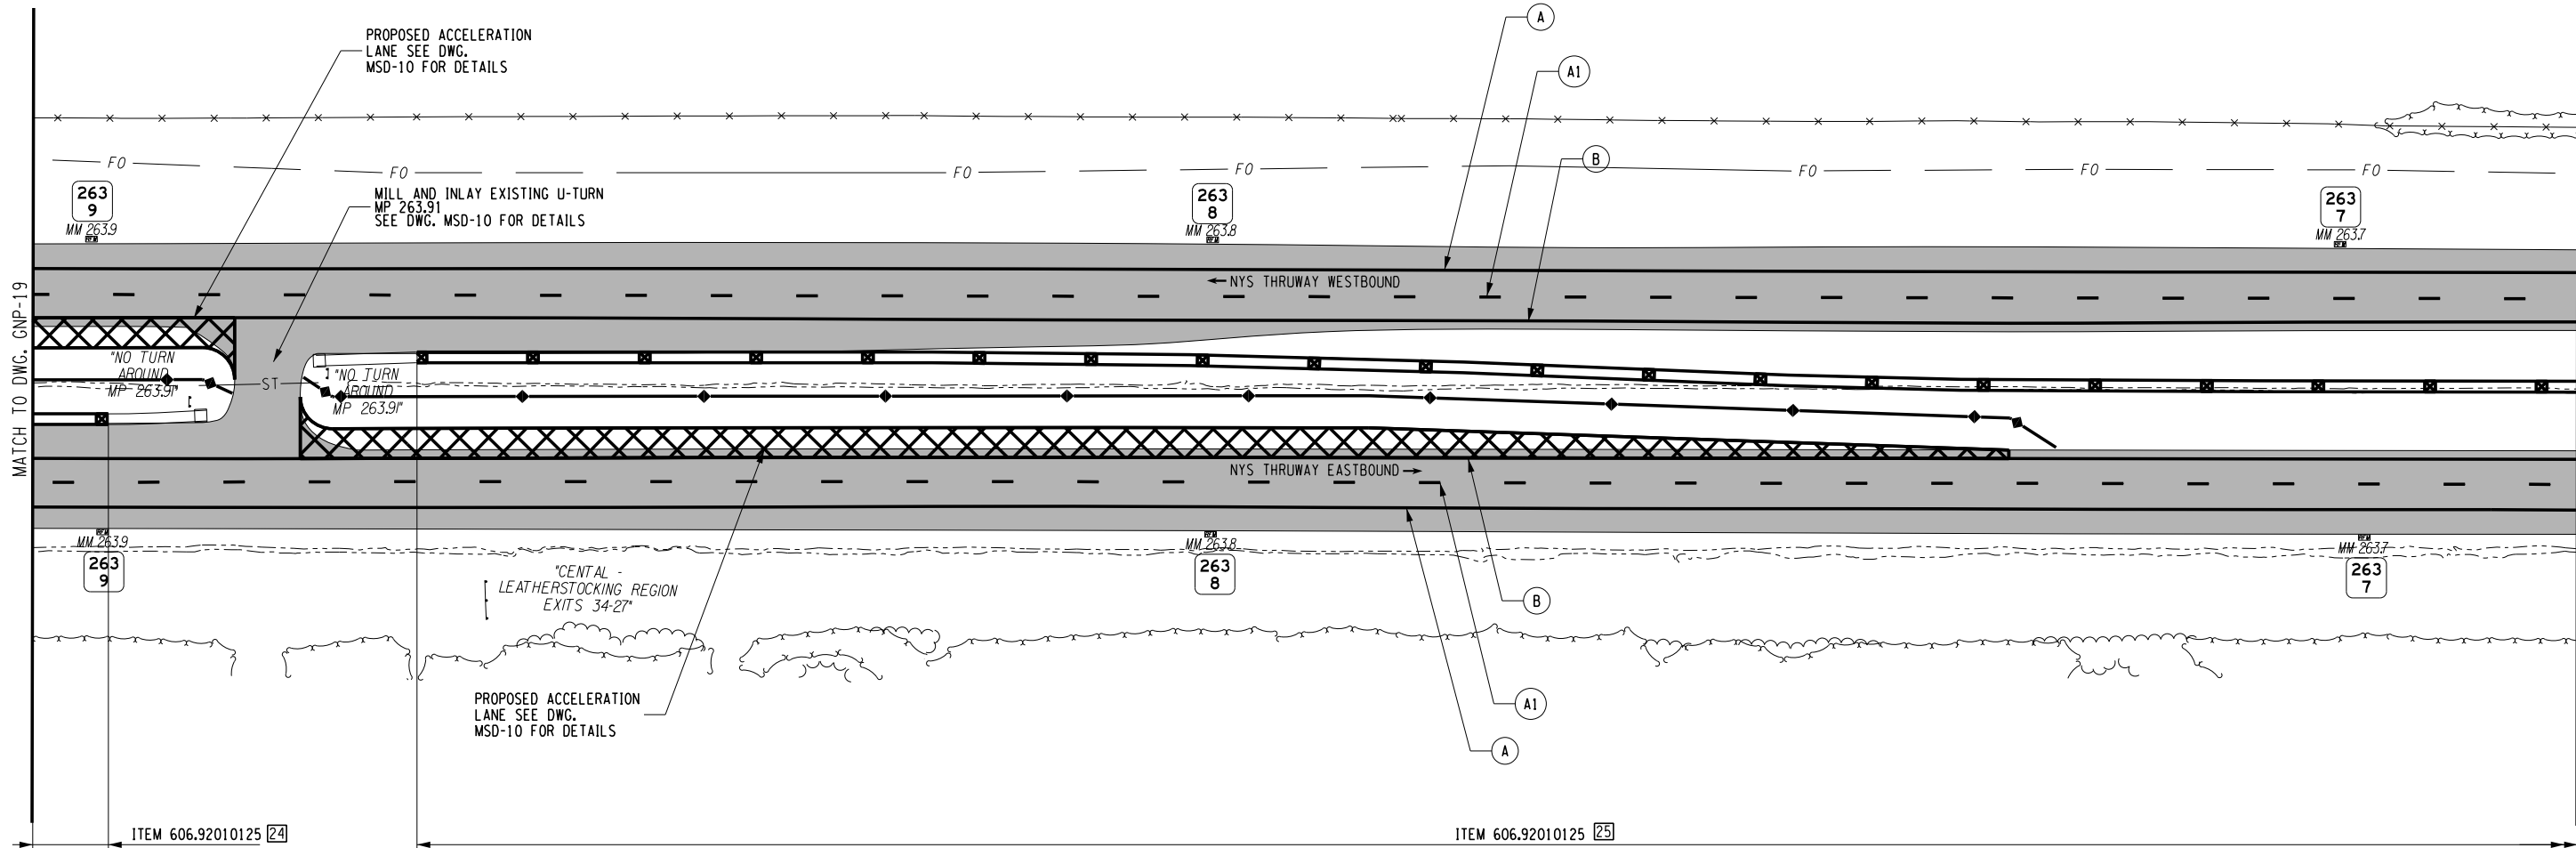 A
PROPOSED ACCELERATION
LANE SEE DWG.
MSD-10 FOR DETAILS
A1
FO
FO
FO
FO
FO
FO
FO
B
263
9
MM 263.9
MILL AND INLAY EXISTING U-TURN
MP 263.91
SEE DWG. MSD-10 FOR DETAILS
263
8
MM 263.8
263
7
MM 263.7
← NYS THRUWAY WESTBOUND
MATCH TO DWG. GNP-19
"NO TURN
AROUND
MP 263.91"
ST
"NO TURN
AROUND
MP 263.91"
NYS THRUWAY EASTBOUND →
MM 263.9
263
9
MM 263.8
263
8
MM 263.7
263
7
"CENTAL -
LEATHERSTOCKING REGION
EXITS 34-27"
B
PROPOSED ACCELERATION
LANE SEE DWG.
MSD-10 FOR DETAILS
A1
A
ITEM 606.92010125 24
ITEM 606.92010125 25